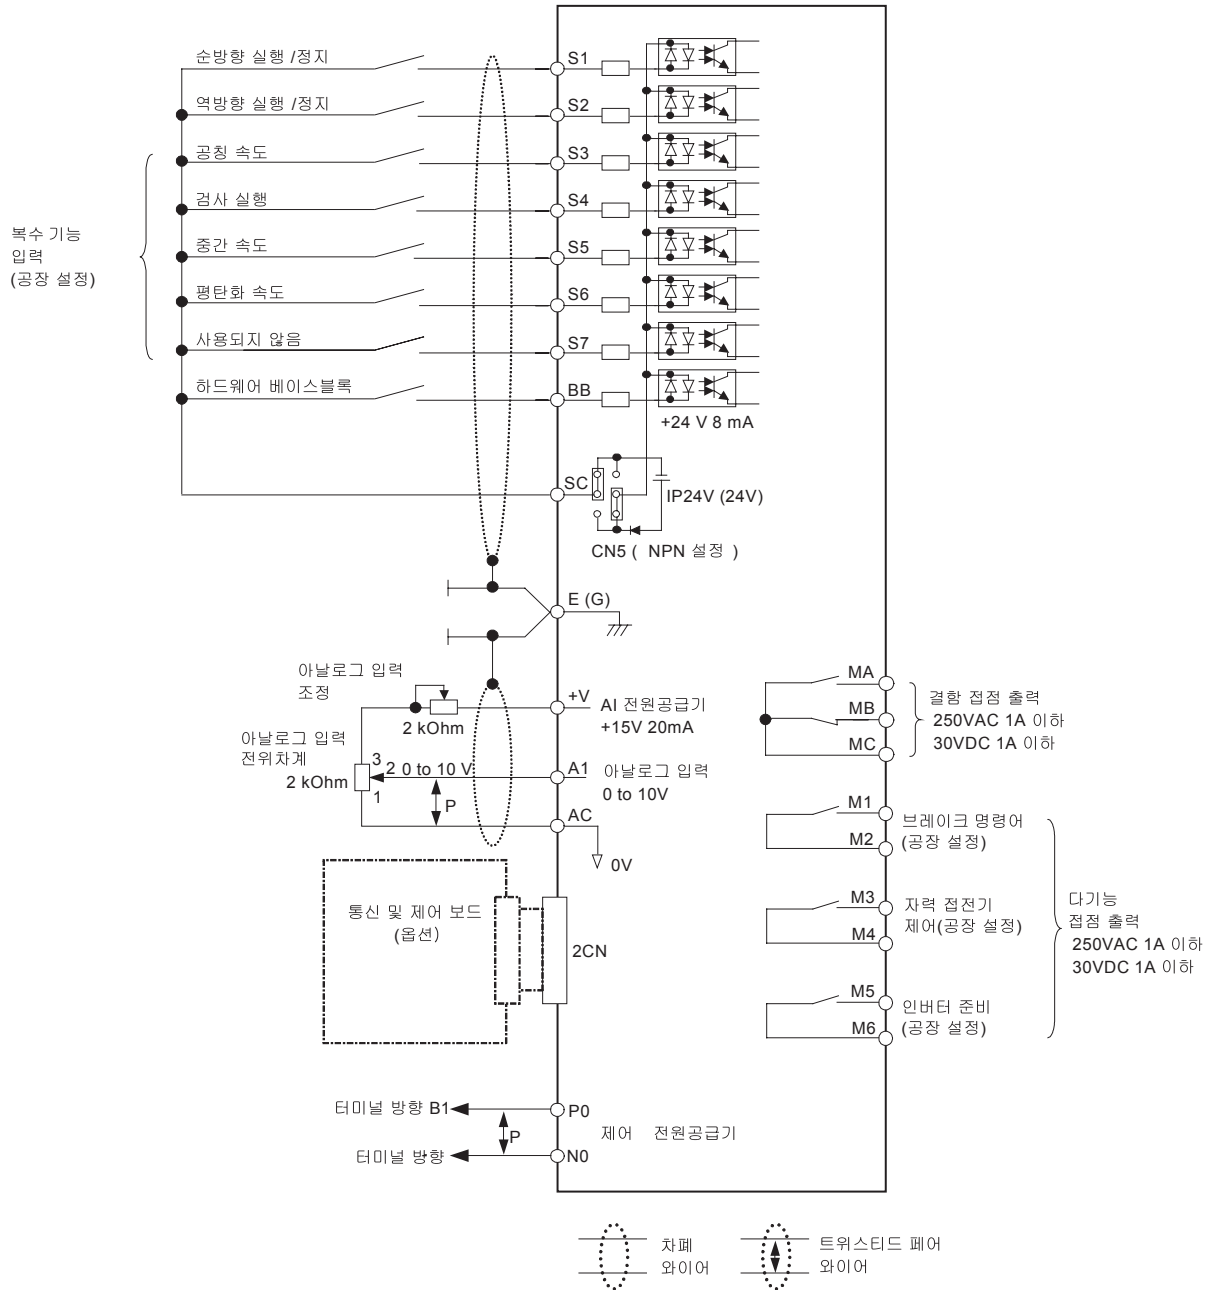 순방향 실행 /정지
S1
역방향 실행 /정지
S2
공칭 속도
S3
검사 실행
S4
중간 속도
S5
평탄화 속도
S6
사용되지 않음
S7
하드웨어 베이스블록
BB
복수 기능
입력
(공장 설정)
+24 V 8 mA
SC
IP24V (24V)
CN5 ( NPN 설정 )
E (G)
아날로그 입력
조정
2 kOhm
+V
AI 전원공급기
+15V 20mA
아날로그 입력
전위차계
2 kOhm
3
2
1
0 to 10 V
P
A1
아날로그 입력
0 to 10V
AC
0V
MA
MB
MC
결함 접점 출력
250VAC 1A 이하
30VDC 1A 이하
M1
M2
브레이크 명령어
(공장 설정)
M3
M4
자력 접전기
제어(공장 설정)
M5
M6
인버터 준비
(공장 설정)
다기능
접점 출력
250VAC 1A 이하
30VDC 1A 이하
통신 및 제어 보드
(옵션)
2CN
터미널 방향 B1
P0
P
제어 전원공급기
터미널 방향
N0
차폐
와이어
트위스티드 페어
와이어